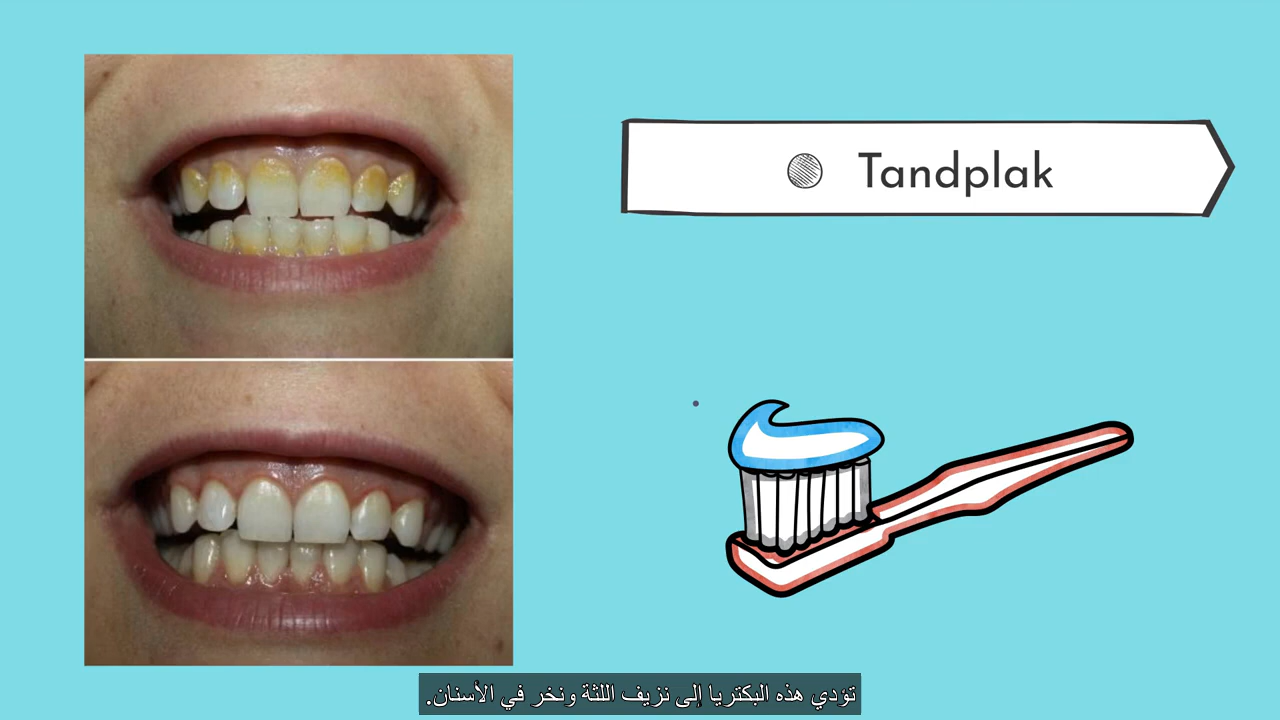 Tandplak
تؤدي هذه البكتريا إلى نزيف اللثة ونخر في الأسنان.